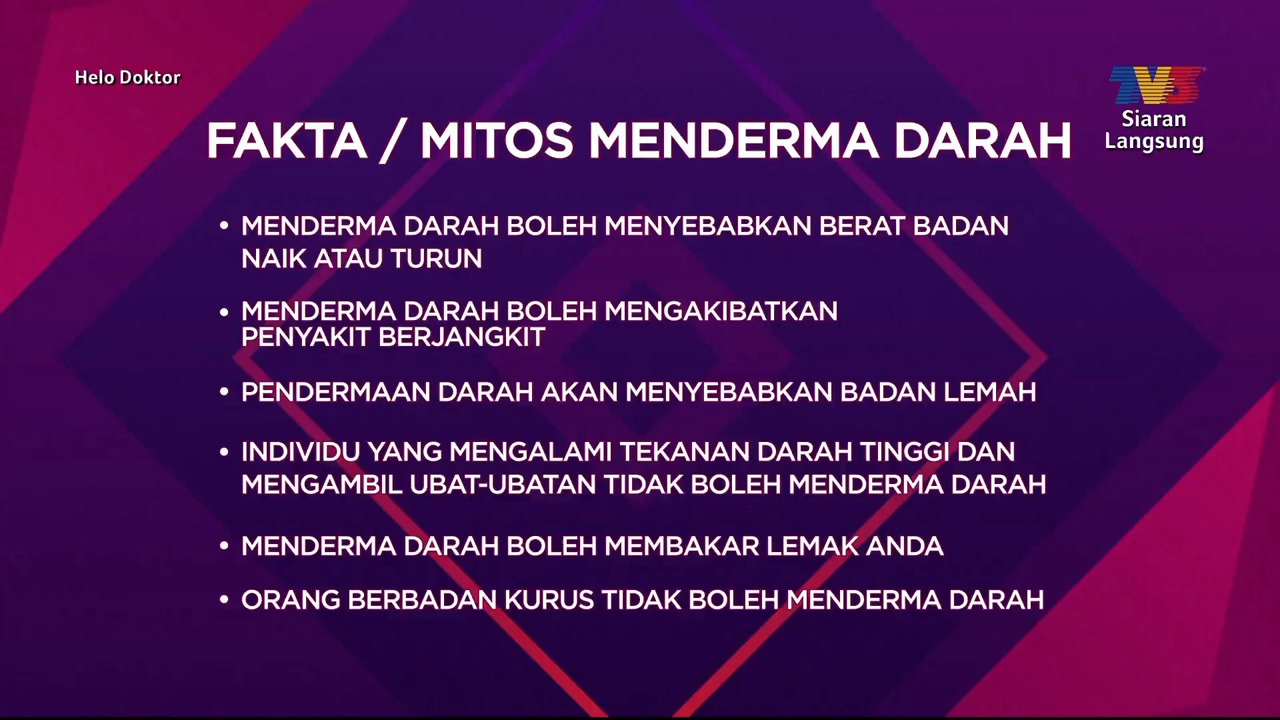 Helo Doktor
TV3
Siaran
Langsung
FAKTA / MITOS MENDERMA DARAH
• MENDERMA DARAH BOLEH MENYEBABKAN BERAT BADAN
NAIK ATAU TURUN
• MENDERMA DARAH BOLEH MENGAKIBATKAN
PENYAKIT BERJANGKIT
• PENDERMAAN DARAH AKAN MENYEBABKAN BADAN LEMAH
• INDIVIDU YANG MENGALAMI TEKANAN DARAH TINGGI DAN
MENGAMBIL UBAT-UBATAN TIDAK BOLEH MENDERMA DARAH
• MENDERMA DARAH BOLEH MEMBAKAR LEMAK ANDA
• ORANG BERBADAN KURUS TIDAK BOLEH MENDERMA DARAH